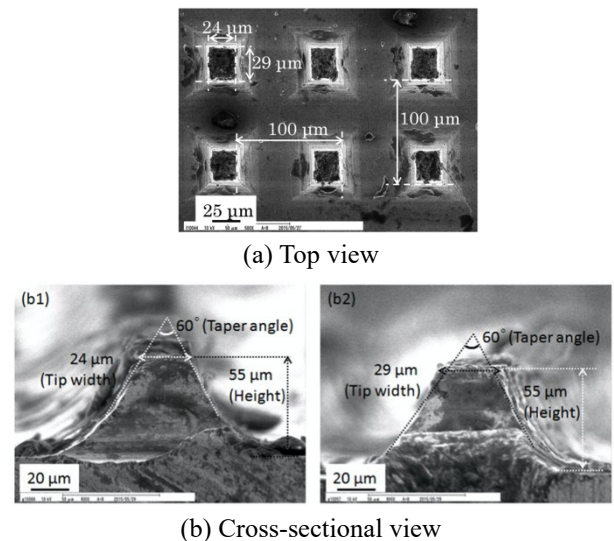 24 µm
29 µm
100 µm
100 µm
25 µm
(a) Top view
(b1)
60° (Taper angle)
24 µm
(Tip width)
55 µm
(Height)
20 µm
(b2)
60° (Taper angle)
29 µm
(Tip width)
55 µm
(Height)
20 µm
(b) Cross-sectional view